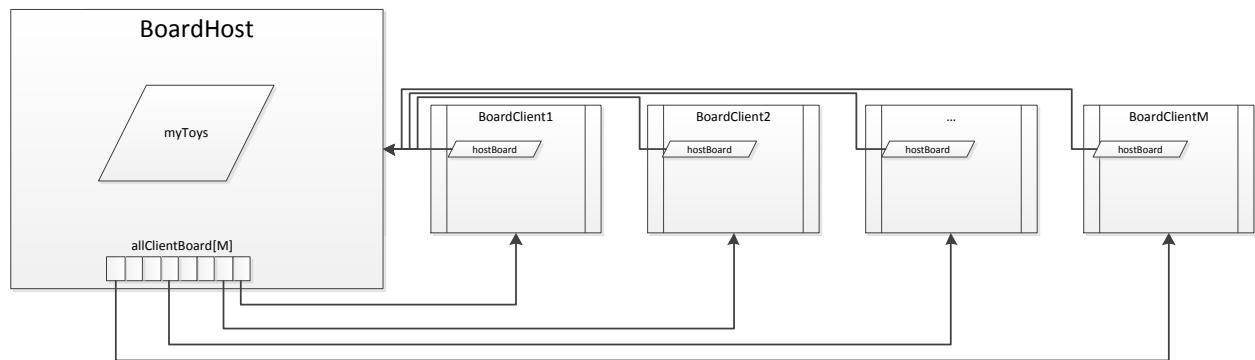 BoardHost
myToys
allClientBoard[M]
BoardClient1
hostBoard
BoardClient2
hostBoard
...
hostBoard
BoardClientM
hostBoard